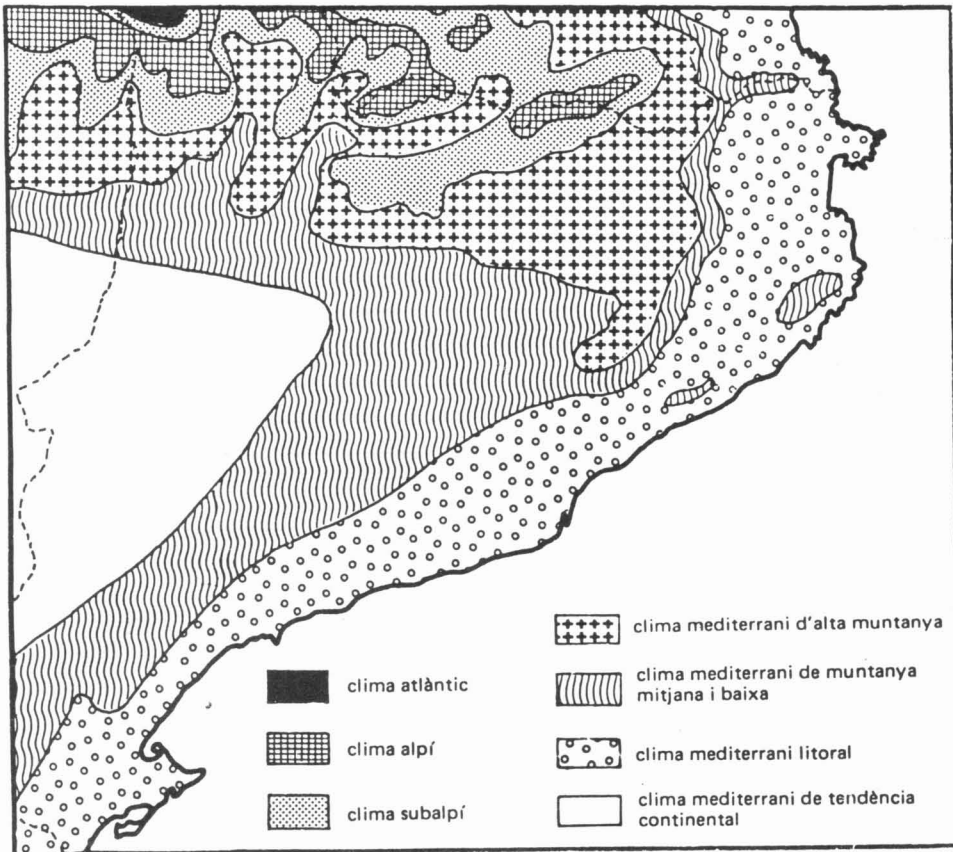 clima atlàntic
clima alpí
clima subalpí
clima mediterrani d'alta muntanya
clima mediterrani de muntanya
mitjana i baixa
clima mediterrani litoral
clima mediterrani de tendència
continental